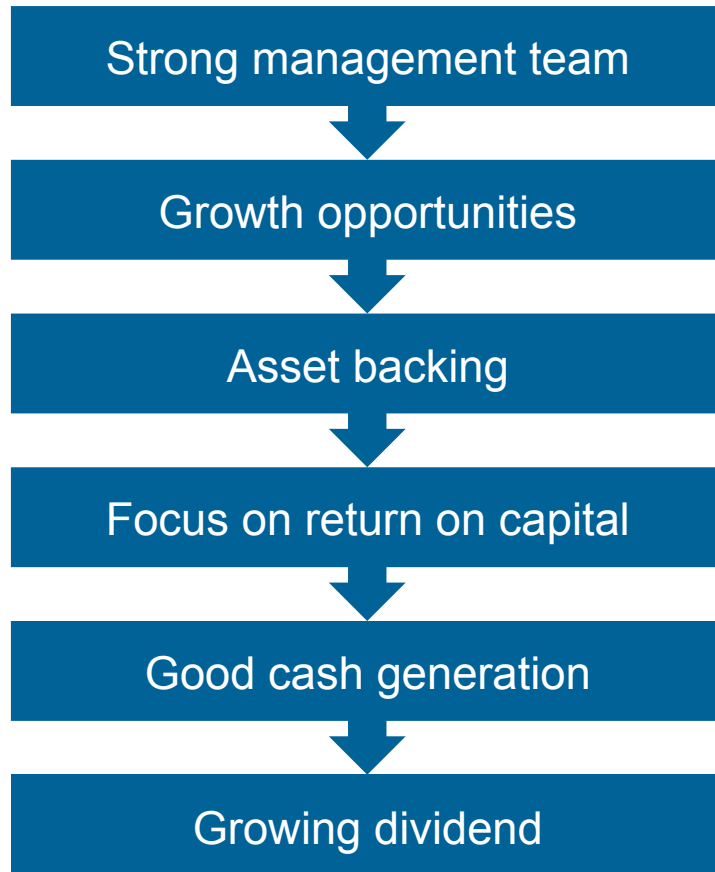 Strong management team
Growth opportunities
Asset backing
Focus on return on capital
Good cash generation
Growing dividend